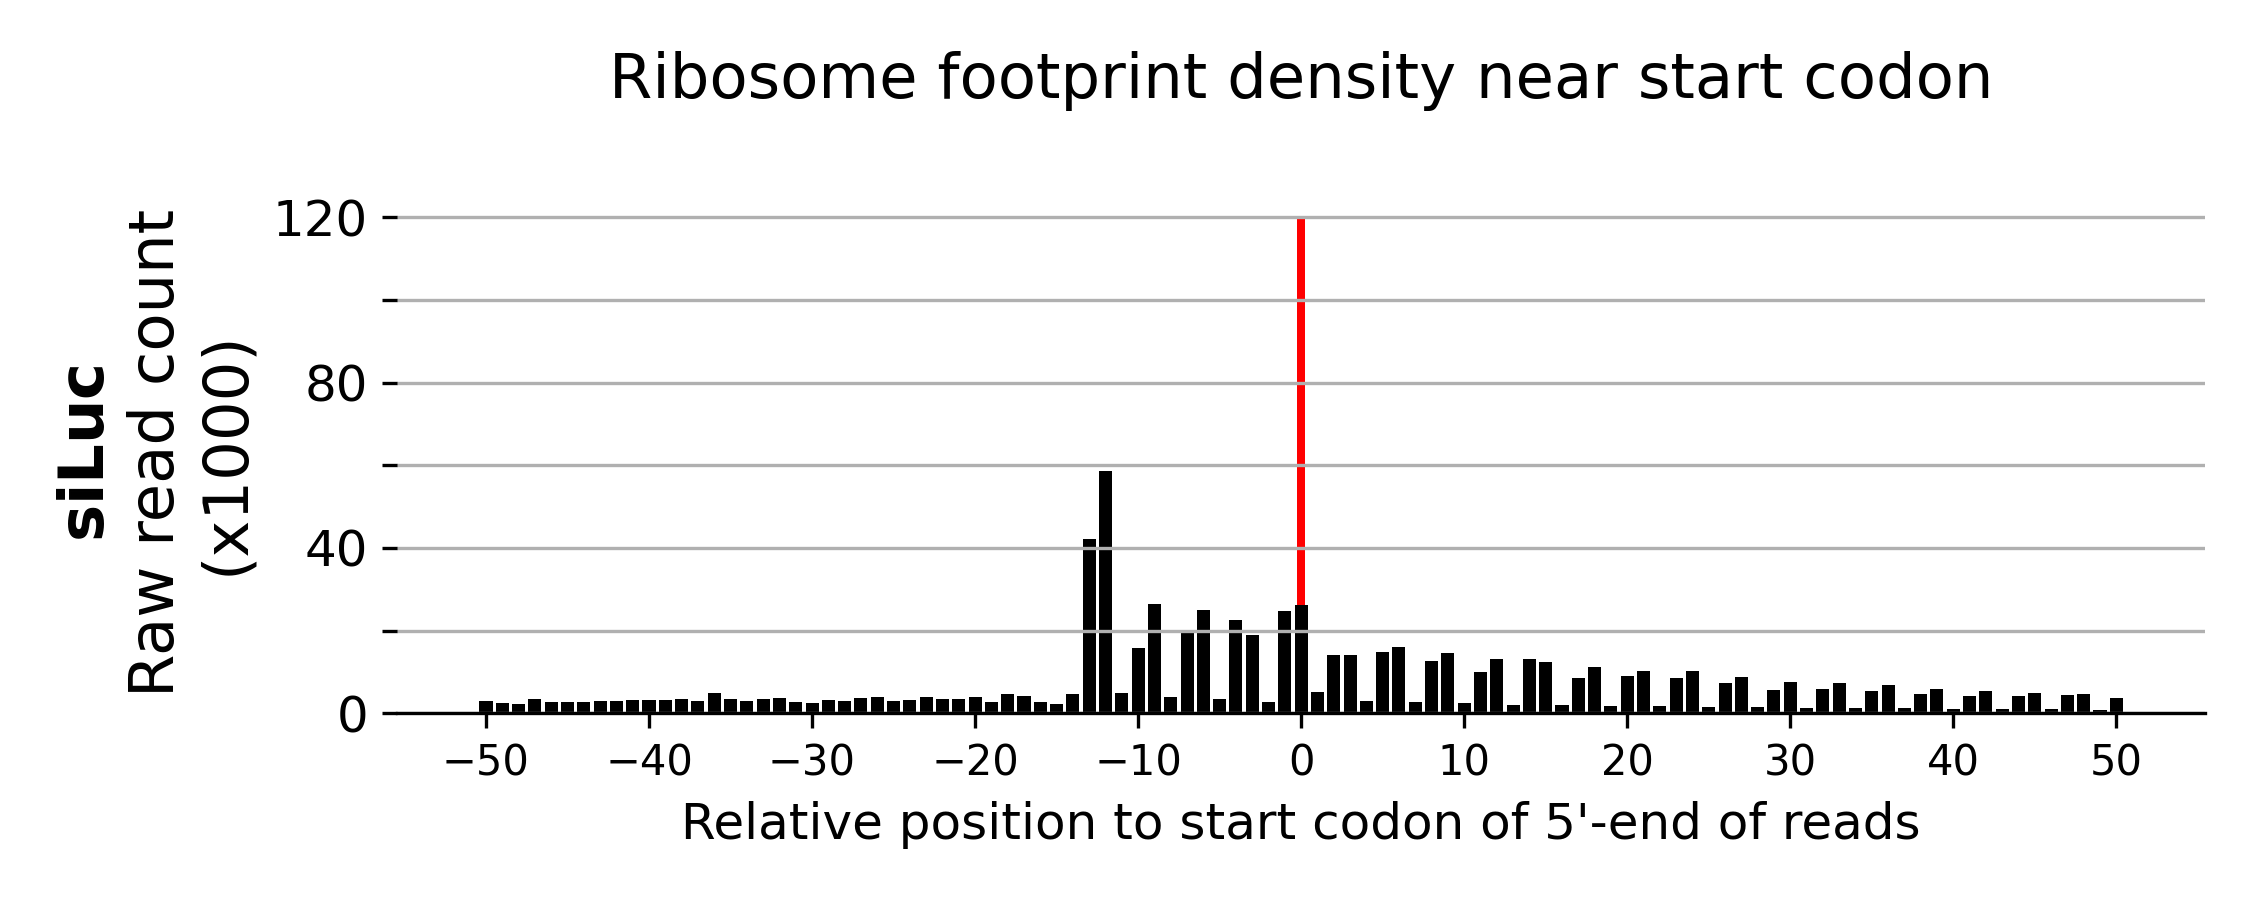 Ribosome footprint density near start codon
siLuc
Raw read count
(x1000)
120
80
40
0
−50 −40 −30 −20 −10 0 10 20 30 40 50
Relative position to start codon of 5'-end of reads